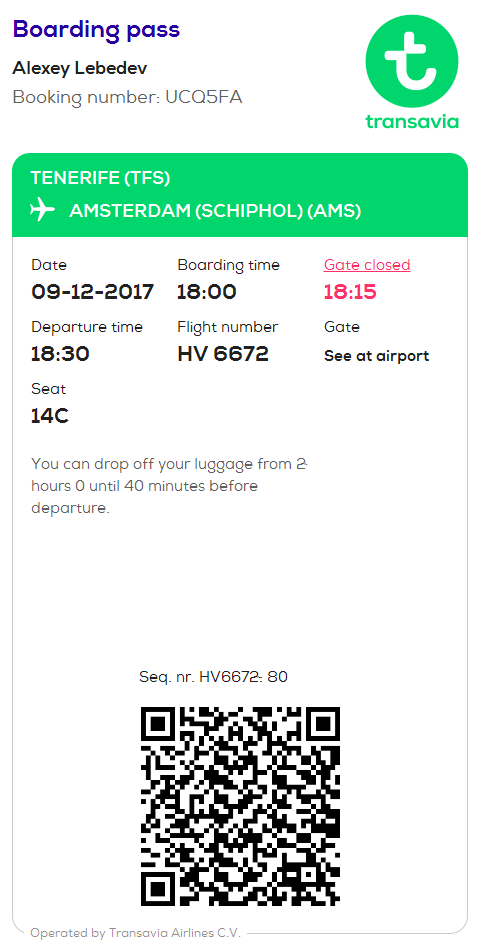 Boarding pass
Alexey Lebedev
Booking number: UCQ5FA
transavia
TENERIFE (TFS)
AMSTERDAM (SCHIPHOL) (AMS)
Date
Boarding time
Gate closed
09-12-2017
18:00
18:15
Departure time
Flight number
Gate
18:30
HV 6672
See at airport
Seat
14C
You can drop off your luggage from 2
hours 0 until 40 minutes before
departure.
Seq. nr. HV6672: 80
Operated by Transavia Airlines C.V.